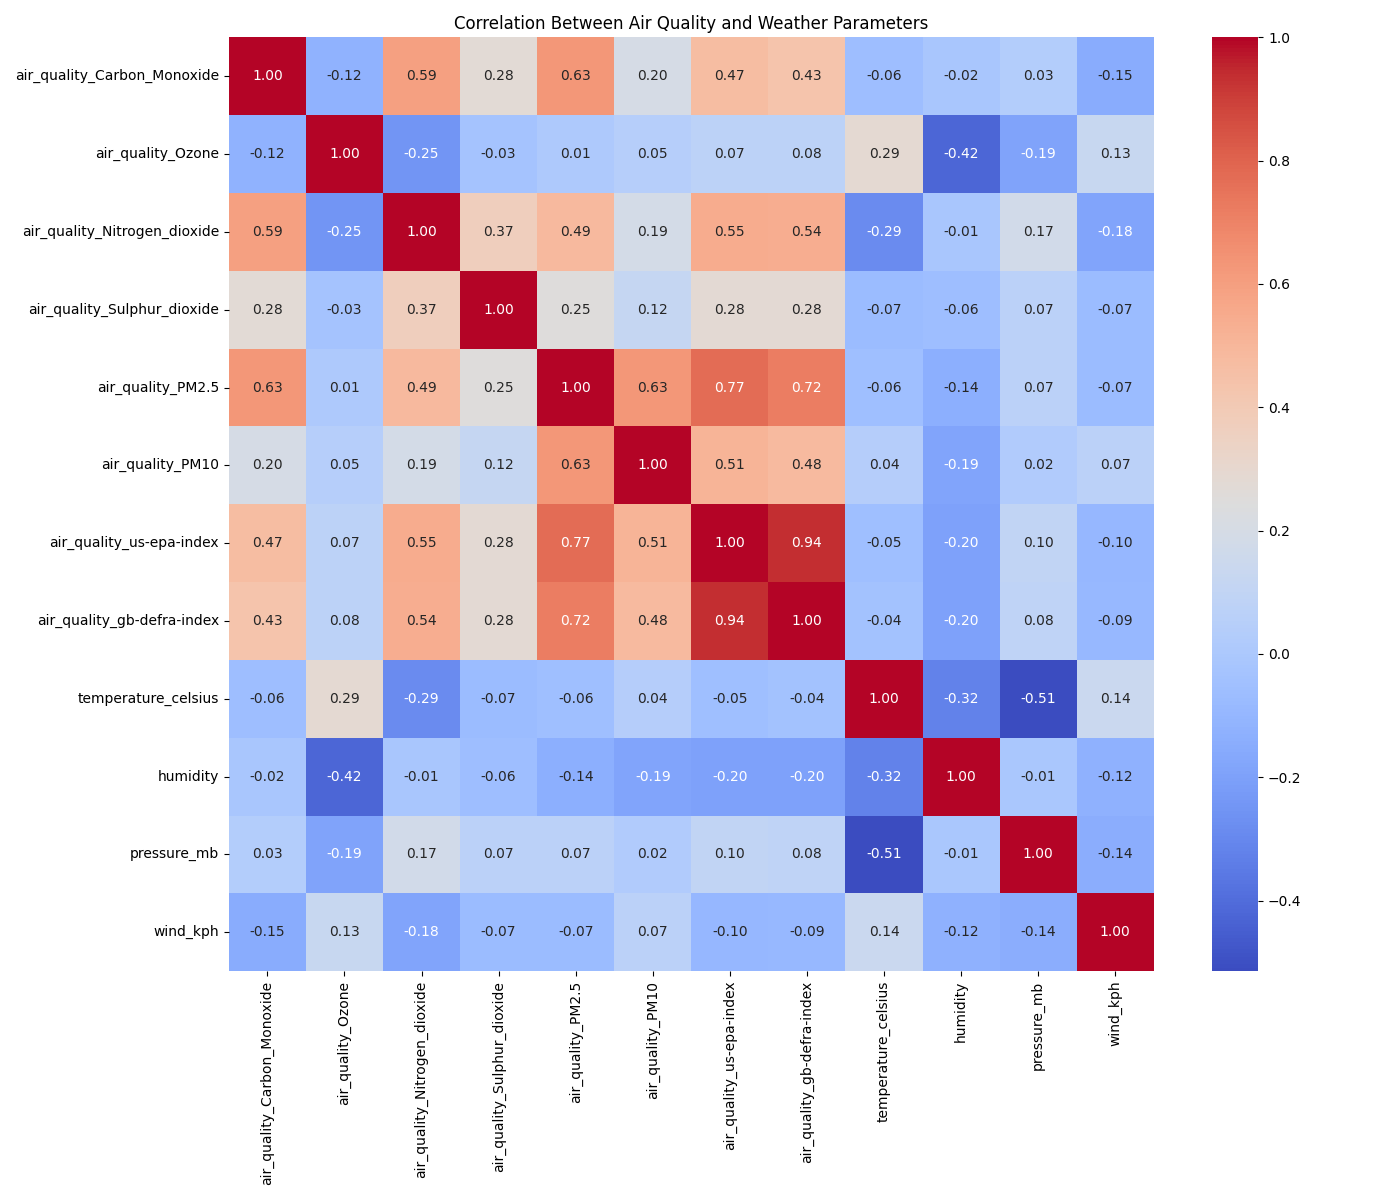 Correlation Between Air Quality and Weather Parameters
air_quality_Carbon_Monoxide 1.00 -0.12 0.59 0.28 0.63 0.20 0.47 0.43 -0.06 -0.02 0.03 -0.15
air_quality_Ozone -0.12 1.00 -0.25 -0.03 0.01 0.05 0.07 0.08 0.29 -0.42 -0.19 0.13
air_quality_Nitrogen_dioxide 0.59 -0.25 1.00 0.37 0.49 0.19 0.55 0.54 -0.29 -0.01 0.17 -0.18
air_quality_Sulphur_dioxide 0.28 -0.03 0.37 1.00 0.25 0.12 0.28 0.28 -0.07 -0.06 0.07 -0.07
air_quality_PM2.5 0.63 0.01 0.49 0.25 1.00 0.63 0.77 0.72 -0.06 -0.14 0.07 -0.07
air_quality_PM10 0.20 0.05 0.19 0.12 0.63 1.00 0.51 0.48 0.04 -0.19 0.02 0.07
air_quality_us-epa-index 0.47 0.07 0.55 0.28 0.77 0.51 1.00 0.94 -0.05 -0.20 0.10 -0.10
air_quality_gb-defra-index 0.43 0.08 0.54 0.28 0.72 0.48 0.94 1.00 -0.04 -0.20 0.08 -0.09
temperature_celsius -0.06 0.29 -0.29 -0.07 -0.06 0.04 -0.05 -0.04 1.00 -0.32 -0.51 0.14
humidity -0.02 -0.42 -0.01 -0.06 -0.14 -0.19 -0.20 -0.20 -0.32 1.00 -0.01 -0.12
pressure_mb 0.03 -0.19 0.17 0.07 0.07 0.02 0.10 0.08 -0.51 -0.01 1.00 -0.14
wind_kph -0.15 0.13 -0.18 -0.07 -0.07 0.07 -0.10 -0.09 0.14 -0.12 -0.14 1.00
air_quality_Carbon_Monoxide
air_quality_Ozone
air_quality_Nitrogen_dioxide
air_quality_Sulphur_dioxide
air_quality_PM2.5
air_quality_PM10
air_quality_us-epa-index
air_quality_gb-defra-index
temperature_celsius
humidity
pressure_mb
wind_kph
1.0
0.8
0.6
0.4
0.2
0.0
−0.2
−0.4